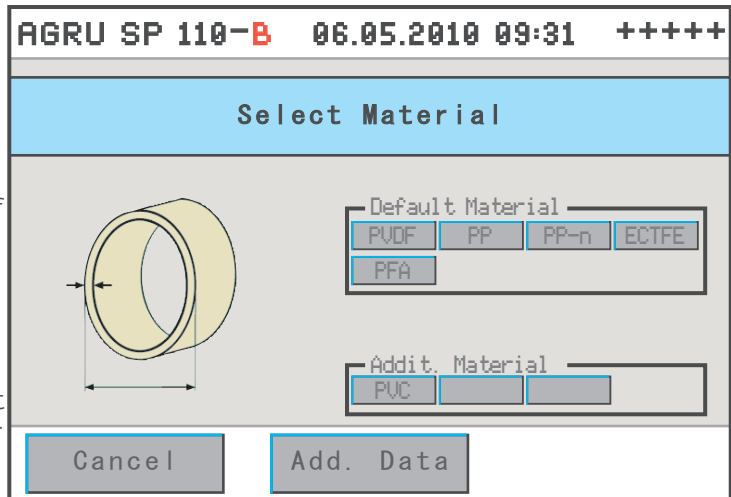 AGRU SP 110-B 06.05.2010 09:31 +++++
Select Material
Default Material
PVDF PP PP-n ECTFE
PFA
Addit. Material
PVC
Cancel Add. Data